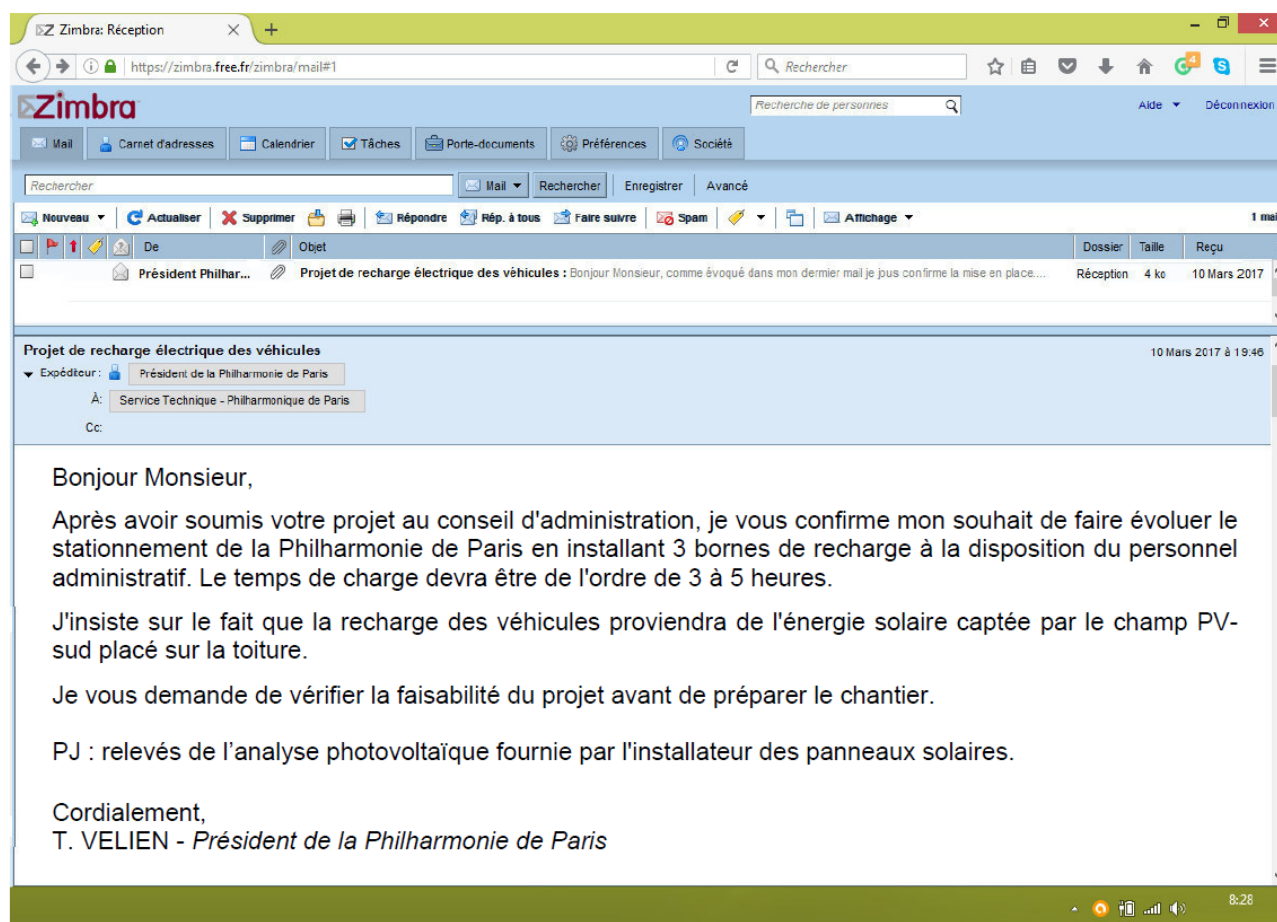 Zimbra: Réception
https://zimbra.free.fr/zimbra/mail#1
Rechercher
4
Zimbra
Recherche de personnes
Aide
Déconnexion
Mail Carnet d'adresses Calendrier Tâches Porte-documents Préférences Société
Rechercher Mail Rechercher Enregistrer Avancé
Nouveau Actualiser Supprimer Répondre Rép. à tous Faire suivre Spam Affichage 1 mai
De Objet Dossier Taille Reçu
Président Philhar... Projet de recharge électrique des véhicules : Bonjour Monsieur, comme évoqué dans mon dernier mail je jous confirme la mise en place.... Réception 4 ko 10 Mars 2017
Projet de recharge électrique des véhicules 10 Mars 2017 à 19:46
Expéditeur : Président de la Philharmonie de Paris
À: Service Technique - Philharmonique de Paris
Cc:
Bonjour Monsieur,
Après avoir soumis votre projet au conseil d'administration, je vous confirme mon souhait de faire évoluer le
stationnement de la Philharmonie de Paris en installant 3 bornes de recharge à la disposition du personnel
administratif. Le temps de charge devra être de l'ordre de 3 à 5 heures.
J'insiste sur le fait que la recharge des véhicules proviendra de l'énergie solaire captée par le champ PV-
sud placé sur la toiture.
Je vous demande de vérifier la faisabilité du projet avant de préparer le chantier.
PJ : relevés de l'analyse photovoltaïque fournie par l'installateur des panneaux solaires.
Cordialement,
T. VELIEN - Président de la Philharmonie de Paris
8:28